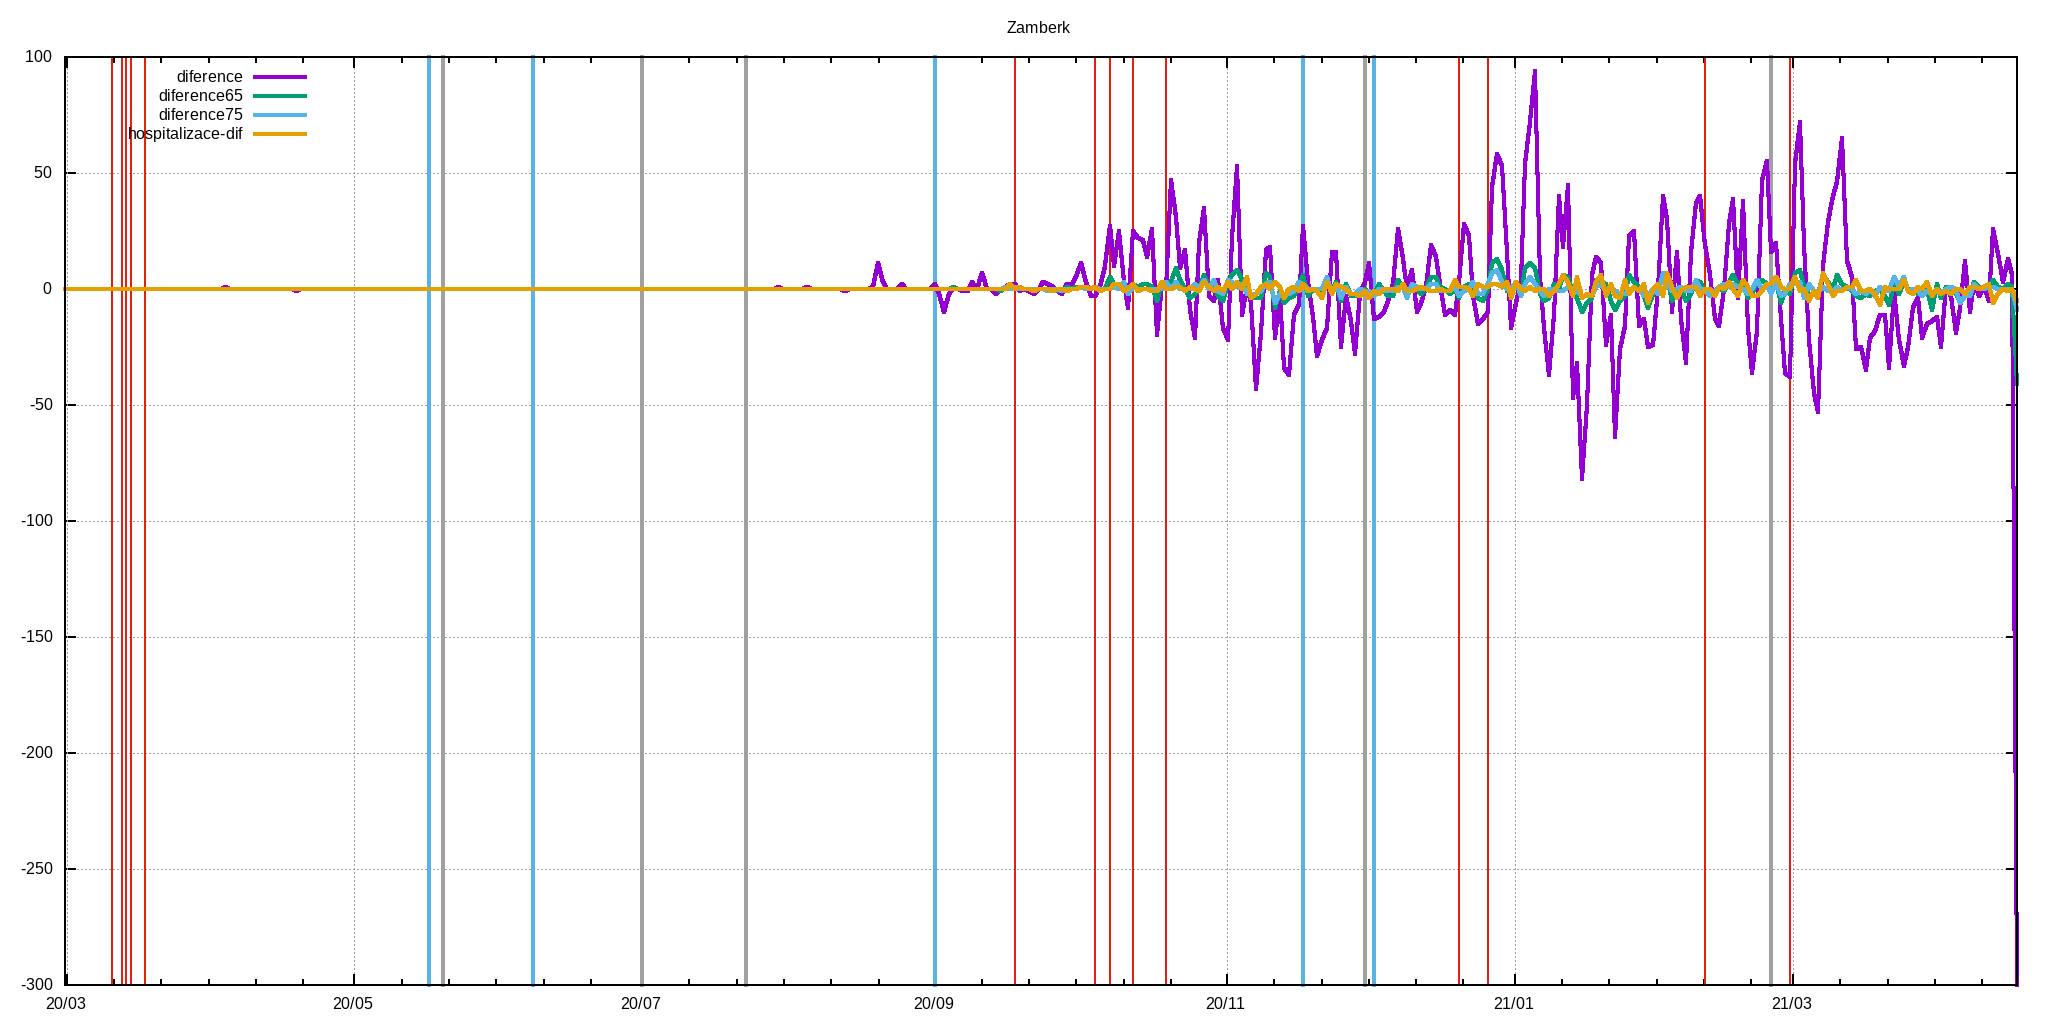 Zamberk
100
diference
diference65
diference75
hospitalizace-dif
50
0
-50
-100
-150
-200
-250
-300
20/03 20/05 20/07 20/09 20/11 21/01 21/03